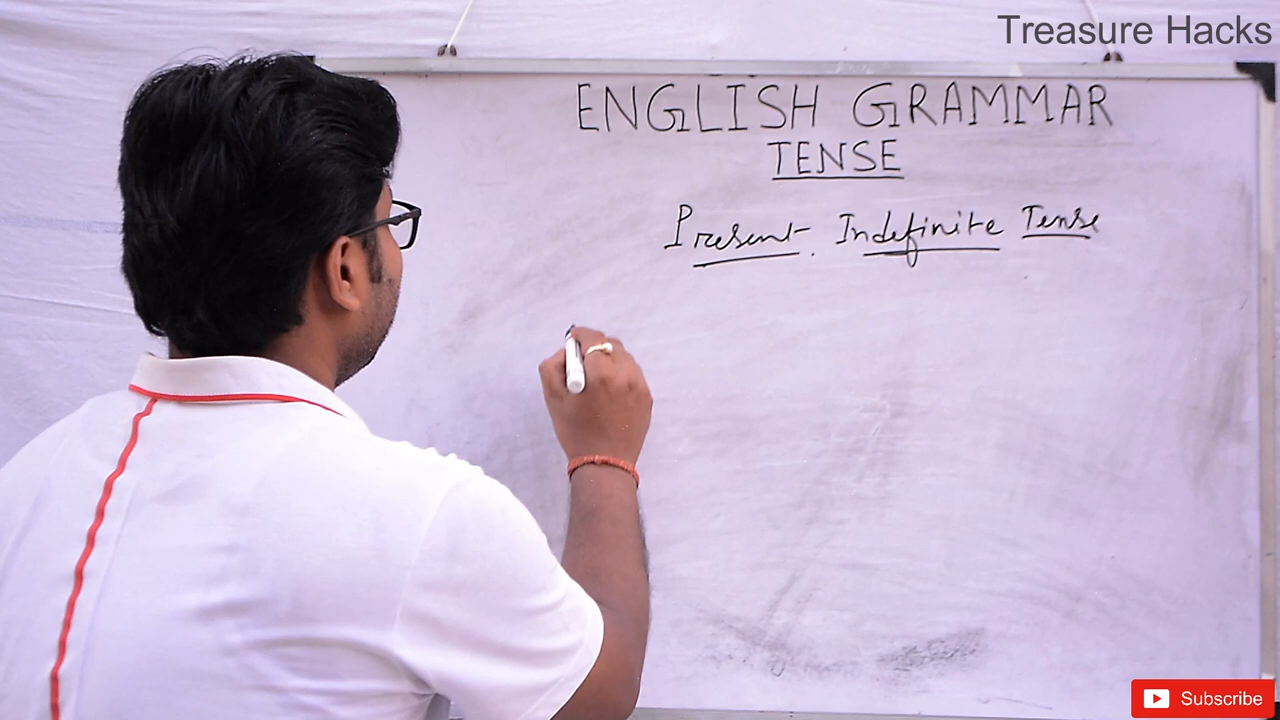 Treasure Hacks
ENGLISH GRAMMAR
TENSE
Present Indefinite Tense
Subscribe